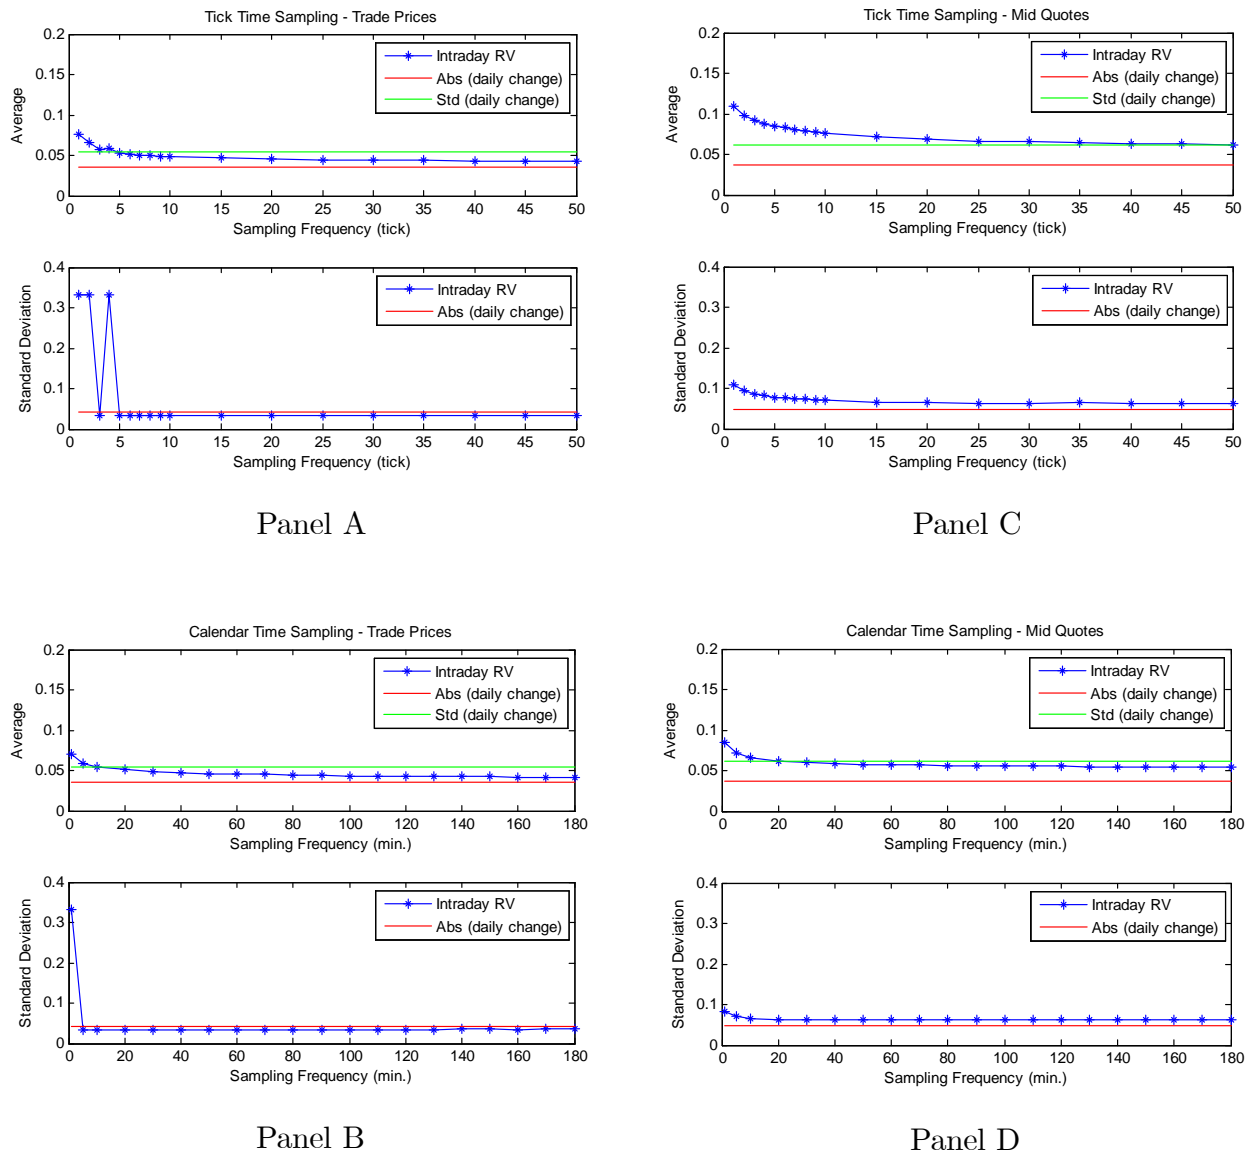 Tick Time Sampling - Trade Prices
0.2
0.15
0.1
0.05
0
Average
Intraday RV
Abs (daily change)
Std (daily change)
0 5 10 15 20 25 30 35 40 45 50
Sampling Frequency (tick)
0.4
0.3
0.2
0.1
0
Standard Deviation
Intraday RV
Abs (daily change)
0 5 10 15 20 25 30 35 40 45 50
Sampling Frequency (tick)
Panel A
Tick Time Sampling - Mid Quotes
0.2
0.15
0.1
0.05
0
Average
Intraday RV
Abs (daily change)
Std (daily change)
0 5 10 15 20 25 30 35 40 45 50
Sampling Frequency (tick)
0.4
0.3
0.2
0.1
0
Standard Deviation
Intraday RV
Abs (daily change)
0 5 10 15 20 25 30 35 40 45 50
Sampling Frequency (tick)
Panel C
Calendar Time Sampling - Trade Prices
0.2
0.15
0.1
0.05
0
Average
Intraday RV
Abs (daily change)
Std (daily change)
0 20 40 60 80 100 120 140 160 180
Sampling Frequency (min.)
0.4
0.3
0.2
0.1
0
Standard Deviation
Intraday RV
Abs (daily change)
0 20 40 60 80 100 120 140 160 180
Sampling Frequency (min.)
Panel B
Calendar Time Sampling - Mid Quotes
0.2
0.15
0.1
0.05
0
Average
Intraday RV
Abs (daily change)
Std (daily change)
0 20 40 60 80 100 120 140 160 180
Sampling Frequency (min.)
0.4
0.3
0.2
0.1
0
Standard Deviation
Intraday RV
Abs (daily change)
0 20 40 60 80 100 120 140 160 180
Sampling Frequency (min.)
Panel D